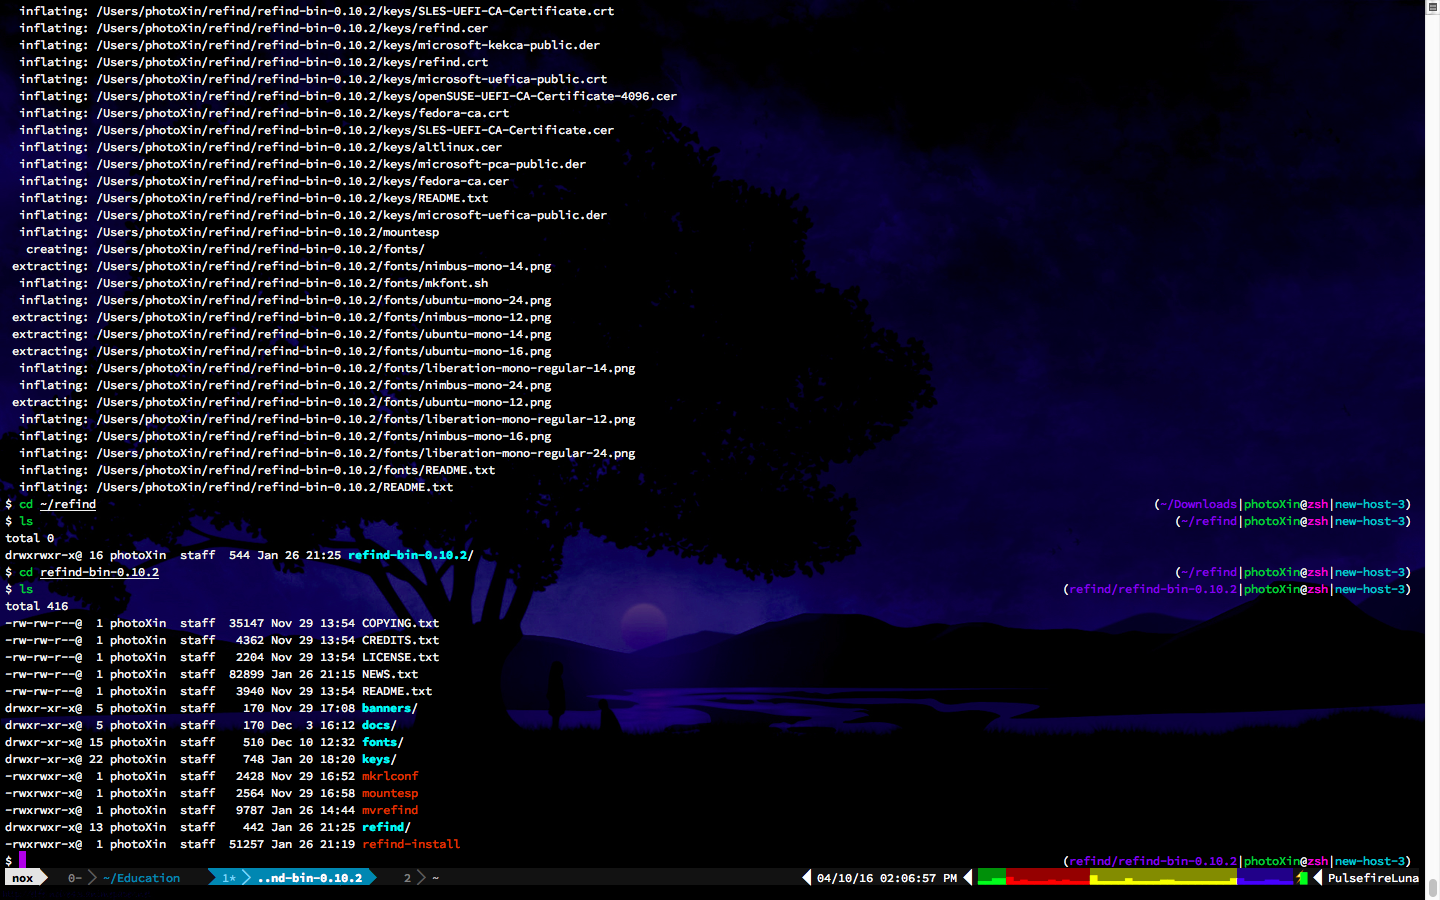 inflating: /Users/photoXin/refind/refind-bin-0.10.2/keys/SLES-UEFI-CA-Certificate.crt
inflating: /Users/photoXin/refind/refind-bin-0.10.2/keys/refind.cer
inflating: /Users/photoXin/refind/refind-bin-0.10.2/keys/microsoft-kekca-public.der
inflating: /Users/photoXin/refind/refind-bin-0.10.2/keys/refind.crt
inflating: /Users/photoXin/refind/refind-bin-0.10.2/keys/microsoft-uefica-public.crt
inflating: /Users/photoXin/refind/refind-bin-0.10.2/keys/openSUSE-UEFI-CA-Certificate-4096.cer
inflating: /Users/photoXin/refind/refind-bin-0.10.2/keys/fedora-ca.crt
inflating: /Users/photoXin/refind/refind-bin-0.10.2/keys/SLES-UEFI-CA-Certificate.cer
inflating: /Users/photoXin/refind/refind-bin-0.10.2/keys/altlinux.cer
inflating: /Users/photoXin/refind/refind-bin-0.10.2/keys/microsoft-pca-public.der
inflating: /Users/photoXin/refind/refind-bin-0.10.2/keys/fedora-ca.cer
inflating: /Users/photoXin/refind/refind-bin-0.10.2/keys/README.txt
inflating: /Users/photoXin/refind/refind-bin-0.10.2/keys/microsoft-uefica-public.der
inflating: /Users/photoXin/refind/refind-bin-0.10.2/mountesp
creating: /Users/photoXin/refind/refind-bin-0.10.2/fonts/
extracting: /Users/photoXin/refind/refind-bin-0.10.2/fonts/nimbus-mono-14.png
inflating: /Users/photoXin/refind/refind-bin-0.10.2/fonts/mkfont.sh
inflating: /Users/photoXin/refind/refind-bin-0.10.2/fonts/ubuntu-mono-24.png
extracting: /Users/photoXin/refind/refind-bin-0.10.2/fonts/nimbus-mono-12.png
extracting: /Users/photoXin/refind/refind-bin-0.10.2/fonts/ubuntu-mono-14.png
extracting: /Users/photoXin/refind/refind-bin-0.10.2/fonts/ubuntu-mono-16.png
inflating: /Users/photoXin/refind/refind-bin-0.10.2/fonts/liberation-mono-regular-14.png
inflating: /Users/photoXin/refind/refind-bin-0.10.2/fonts/nimbus-mono-24.png
extracting: /Users/photoXin/refind/refind-bin-0.10.2/fonts/ubuntu-mono-12.png
inflating: /Users/photoXin/refind/refind-bin-0.10.2/fonts/liberation-mono-regular-12.png
inflating: /Users/photoXin/refind/refind-bin-0.10.2/fonts/nimbus-mono-16.png
inflating: /Users/photoXin/refind/refind-bin-0.10.2/fonts/liberation-mono-regular-24.png
inflating: /Users/photoXin/refind/refind-bin-0.10.2/fonts/README.txt
inflating: /Users/photoXin/refind/refind-bin-0.10.2/README.txt
$ cd ~/refind (~/Downloads|photoXin@zsh|new-host-3)
$ ls (~/refind|photoXin@zsh|new-host-3)
total 0
drwxrwxr-x@ 16 photoXin staff 544 Jan 26 21:25 refind-bin-0.10.2/
$ cd refind-bin-0.10.2 (~/refind|photoXin@zsh|new-host-3)
$ ls (refind/refind-bin-0.10.2|photoXin@zsh|new-host-3)
total 416
-rw-rw-r--@ 1 photoXin staff 35147 Nov 29 13:54 COPYING.txt
-rw-rw-r--@ 1 photoXin staff 4362 Nov 29 13:54 CREDITS.txt
-rw-rw-r--@ 1 photoXin staff 2204 Nov 29 13:54 LICENSE.txt
-rw-rw-r--@ 1 photoXin staff 82899 Jan 26 21:15 NEWS.txt
-rw-rw-r--@ 1 photoXin staff 3940 Nov 29 13:54 README.txt
drwxr-xr-x@ 5 photoXin staff 170 Nov 29 17:08 banners/
drwxr-xr-x@ 5 photoXin staff 170 Dec 3 16:12 docs/
drwxr-xr-x@ 15 photoXin staff 510 Dec 10 12:32 fonts/
drwxr-xr-x@ 22 photoXin staff 748 Jan 20 18:20 keys/
-rwxrwxr-x@ 1 photoXin staff 2428 Nov 29 16:52 mkrlconf
-rwxrwxr-x@ 1 photoXin staff 2564 Nov 29 16:58 mountesp
-rwxrwxr-x@ 1 photoXin staff 9787 Jan 26 14:44 mvrefind
drwxrwxr-x@ 13 photoXin staff 442 Jan 26 21:25 refind/
-rwxrwxr-x@ 1 photoXin staff 51257 Jan 26 21:19 refind-install
$ (refind/refind-bin-0.10.2|photoXin@zsh|new-host-3)
nox 0- ~/Education 1* ..nd-bin-0.10.2 2 ~ 04/10/16 02:06:57 PM PulsefireLuna